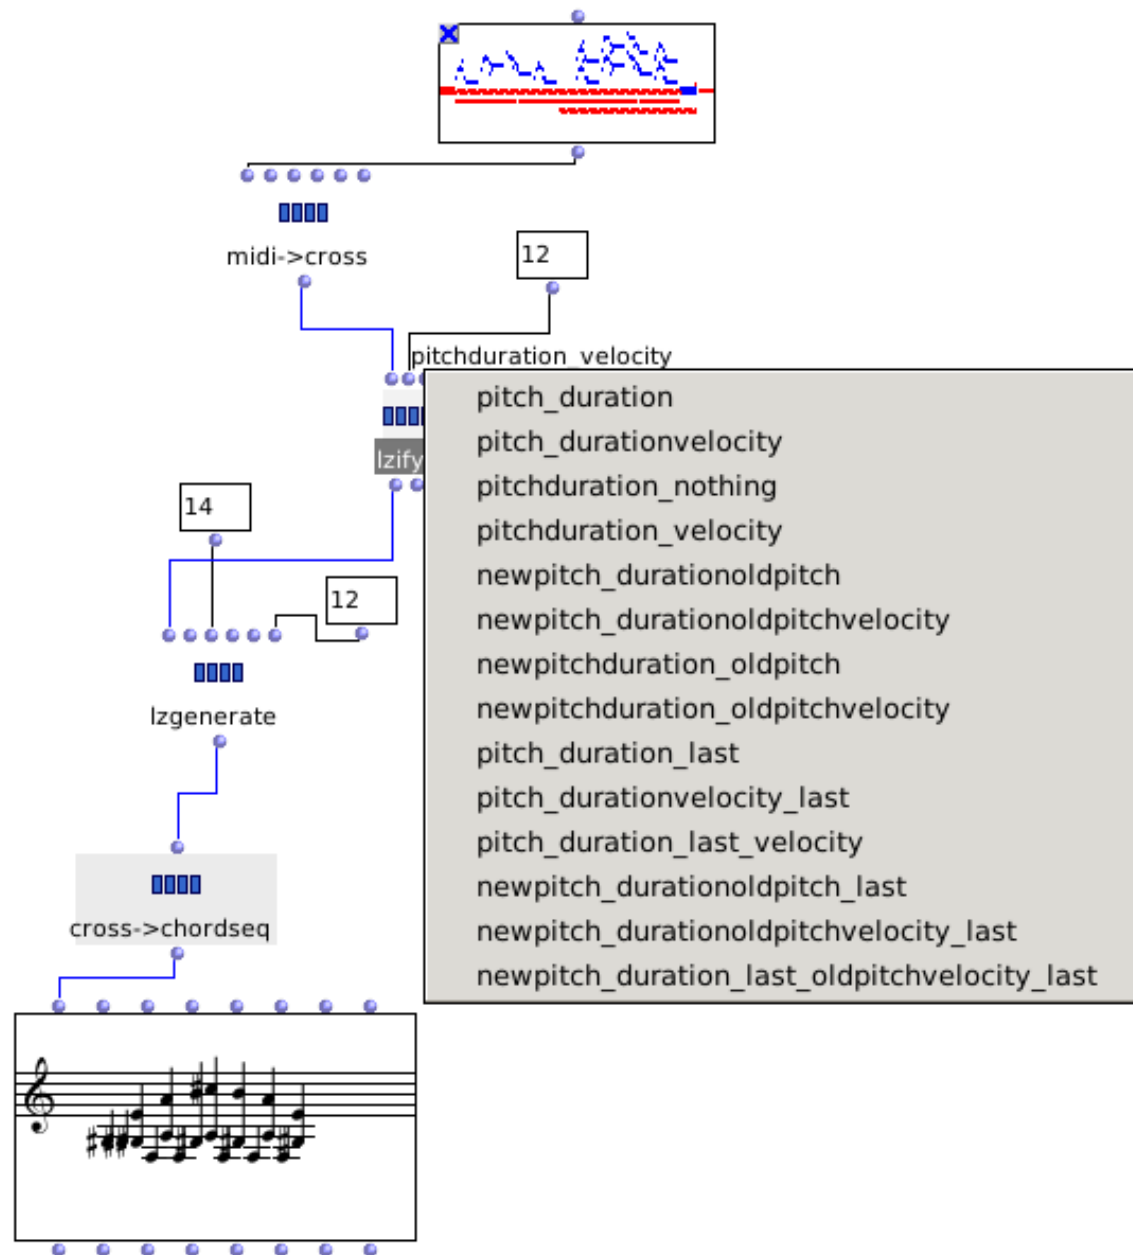 midi->cross
12
pitchduration_velocity
pitch_duration
pitch_durationvelocity
lzify
pitchduration_nothing
14
pitchduration_velocity
newpitch_durationoldpitch
12
newpitch_durationoldpitchvelocity
newpitchduration_oldpitch
newpitchduration_oldpitchvelocity
lzgenerate
pitch_duration_last
pitch_durationvelocity_last
pitch_duration_last_velocity
newpitch_durationoldpitch_last
cross->chordseq
newpitch_durationoldpitchvelocity_last
newpitch_duration_last_oldpitchvelocity_last